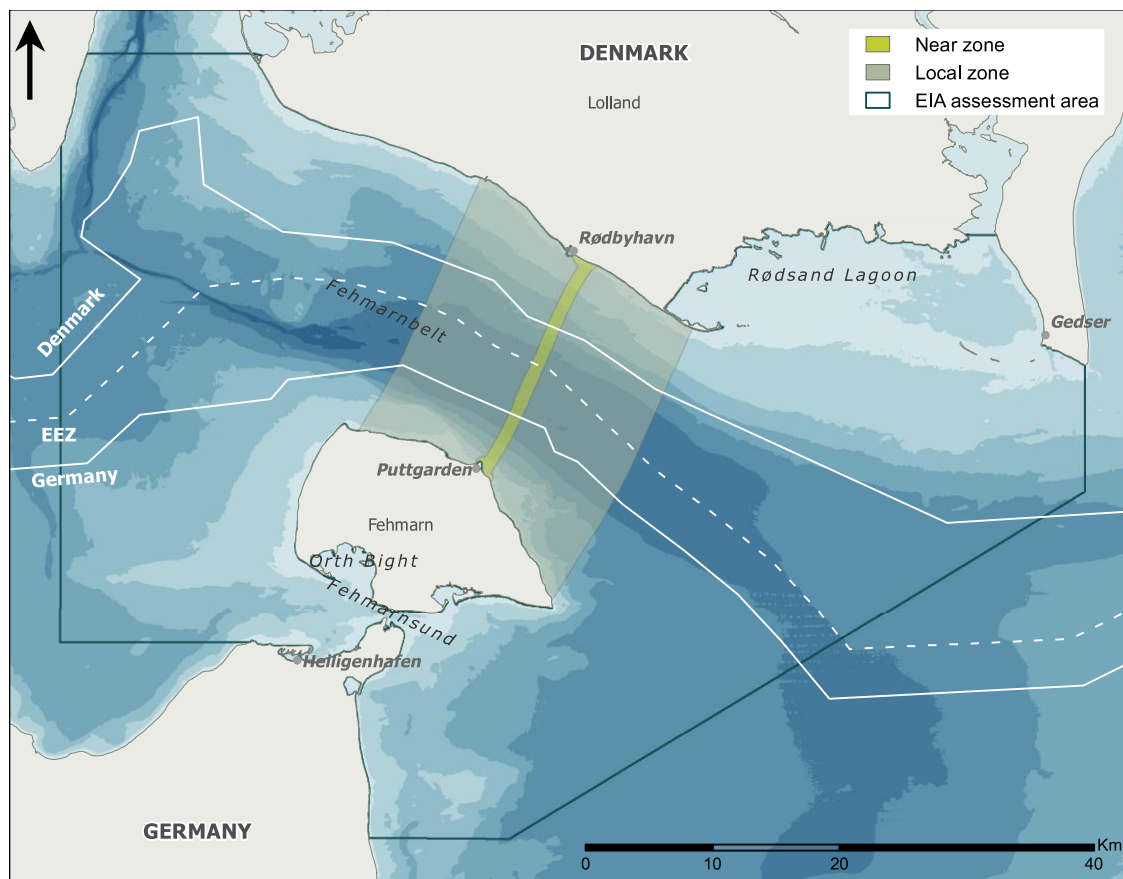 DENMARK
Lolland
Near zone
Local zone
EIA assessment area
Rødbyhavn
Rødsand Lagoon
Gedser
Fehmarnbelt
Denmark
EEZ
Germany
Puttgarden
Fehmarn
Orth Bight
Fehmarnsund
Heiligenhafen
GERMANY
Km
0 10 20 40